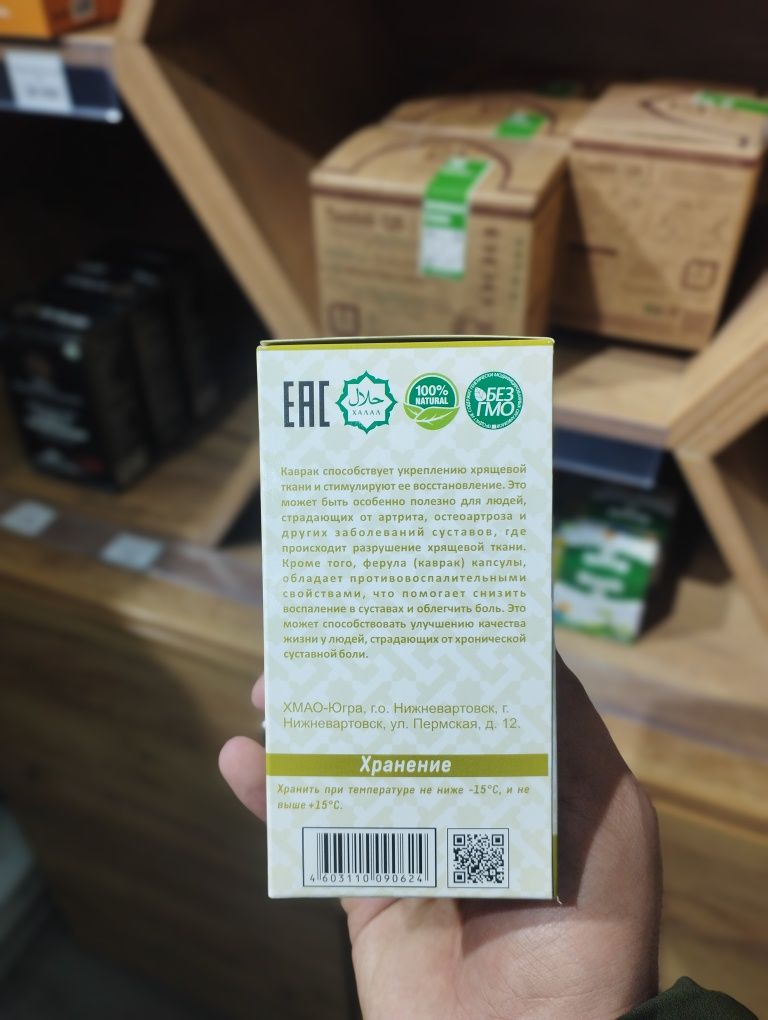 EAC
حلال
ХАЛАЛ
100%
NATURAL
БЕЗ
ГМО
Каврак способствует укреплению хрящевой
ткани и стимулируют ее восстановление. Это
может быть особенно полезно для людей,
страдающих от артрита, остеоартроза и
других заболеваний суставов, где
происходит разрушение хрящевой ткани.
Кроме того, ферула (каврак) капсулы,
обладает противовоспалительными
свойствами, что помогает снизить
воспаление в суставах и облегчить боль. Это
может способствовать улучшению качества
жизни у людей, страдающих от хронической
суставной боли.
ХМАО-Югра, г.о. Нижневартовск, г.
Нижневартовск, ул. Пермская, д. 12.
Хранение
Хранить при температуре не ниже -15°С, и не
выше +15°С.
4 603110 090624